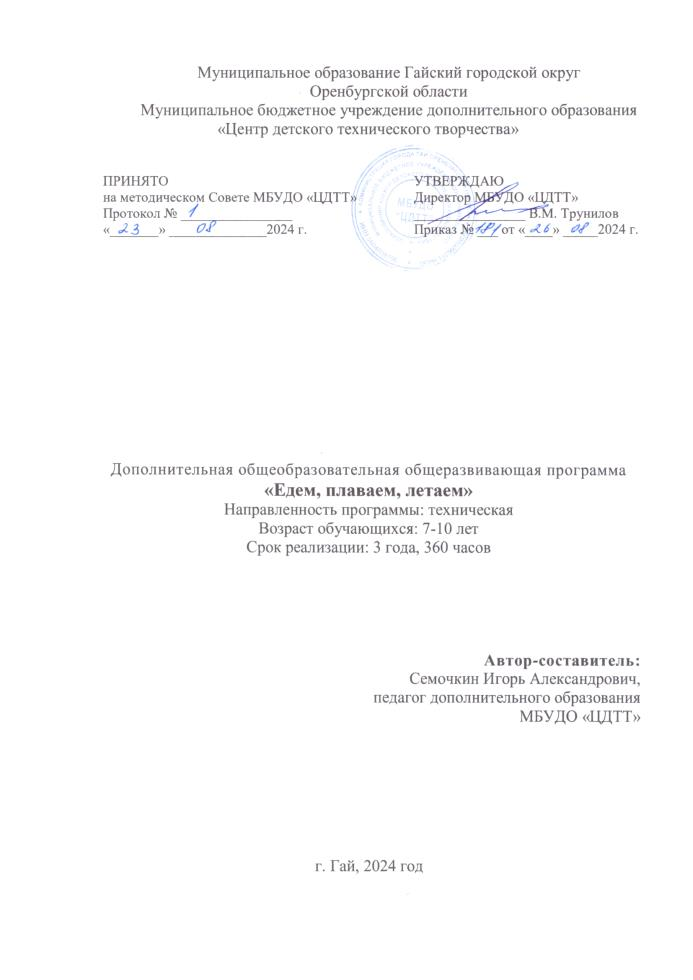 Муниципальное образование Гайский городской округ
Оренбургской области
Муниципальное бюджетное учреждение дополнительного образования
«Центр детского технического творчества»
ПРИНЯТО
на методическом Совете МБУДО «ЦДТТ»
Протокол № 1
«23» 08 2024 г.
УТВЕРЖДАЮ
Директор МБУДО «ЦДТТ»
В.М. Трунилов
Приказ № 181 от «26» 08 2024 г.
Дополнительная общеобразовательная общеразвивающая программа
«Едем, плаваем, летаем»
Направленность программы: техническая
Возраст обучающихся: 7-10 лет
Срок реализации: 3 года, 360 часов
Автор-составитель:
Семочкин Игорь Александрович,
педагог дополнительного образования
МБУДО «ЦДТТ»
г. Гай, 2024 год